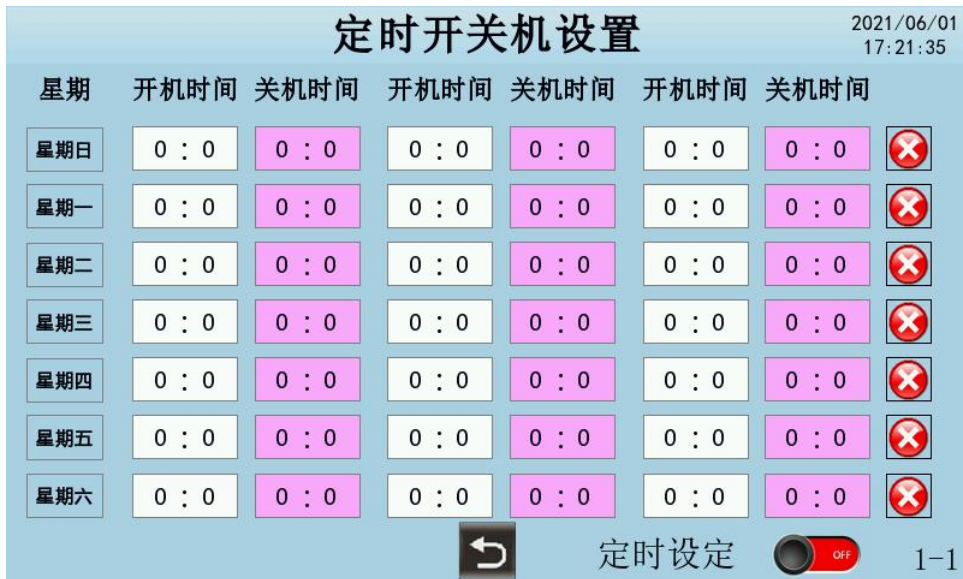 定时开关机设置
2021/06/01
17:21:35
星期 开机时间 关机时间 开机时间 关机时间 开机时间 关机时间
星期日 0 : 0 0 : 0 0 : 0 0 : 0 0 : 0 0 : 0
星期一 0 : 0 0 : 0 0 : 0 0 : 0 0 : 0 0 : 0
星期二 0 : 0 0 : 0 0 : 0 0 : 0 0 : 0 0 : 0
星期三 0 : 0 0 : 0 0 : 0 0 : 0 0 : 0 0 : 0
星期四 0 : 0 0 : 0 0 : 0 0 : 0 0 : 0 0 : 0
星期五 0 : 0 0 : 0 0 : 0 0 : 0 0 : 0 0 : 0
星期六 0 : 0 0 : 0 0 : 0 0 : 0 0 : 0 0 : 0
定时设定 OFF 1-1